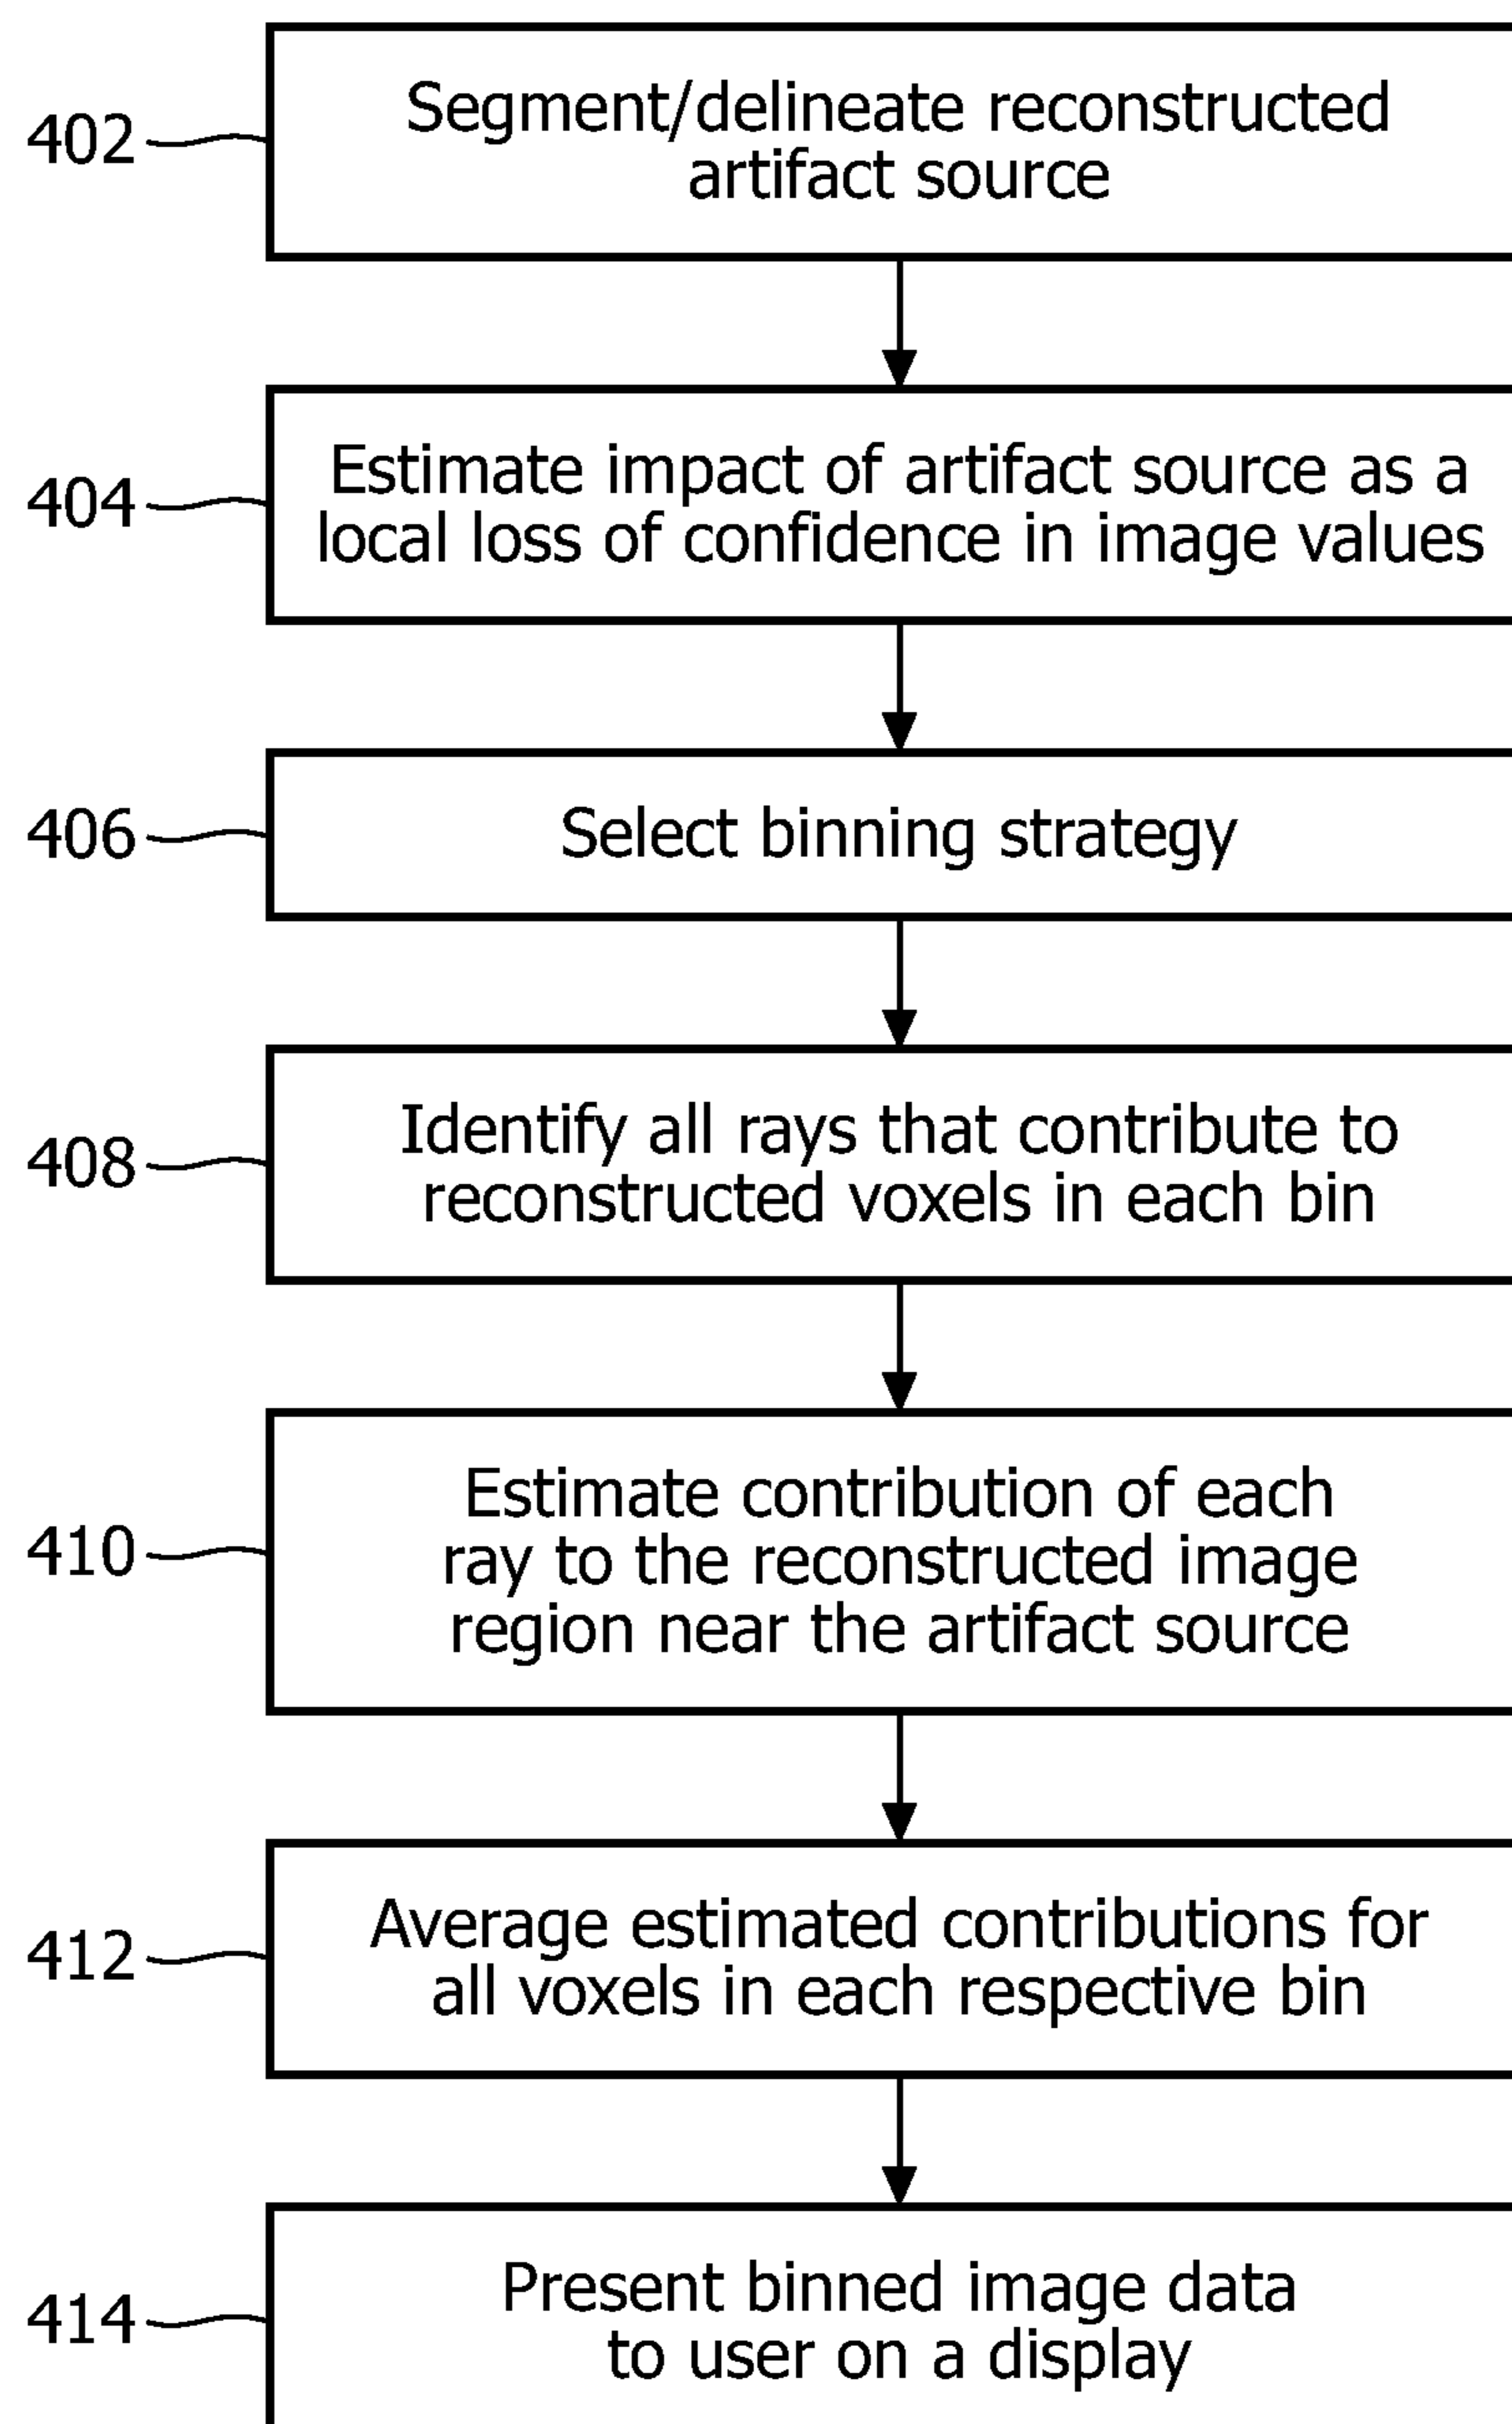 402
Segment/delineate reconstructed
artifact source
404
Estimate impact of artifact source as a
local loss of confidence in image values
406
Select binning strategy
408
Identify all rays that contribute to
reconstructed voxels in each bin
410
Estimate contribution of each
ray to the reconstructed image
region near the artifact source
412
Average estimated contributions for
all voxels in each respective bin
414
Present binned image data
to user on a display